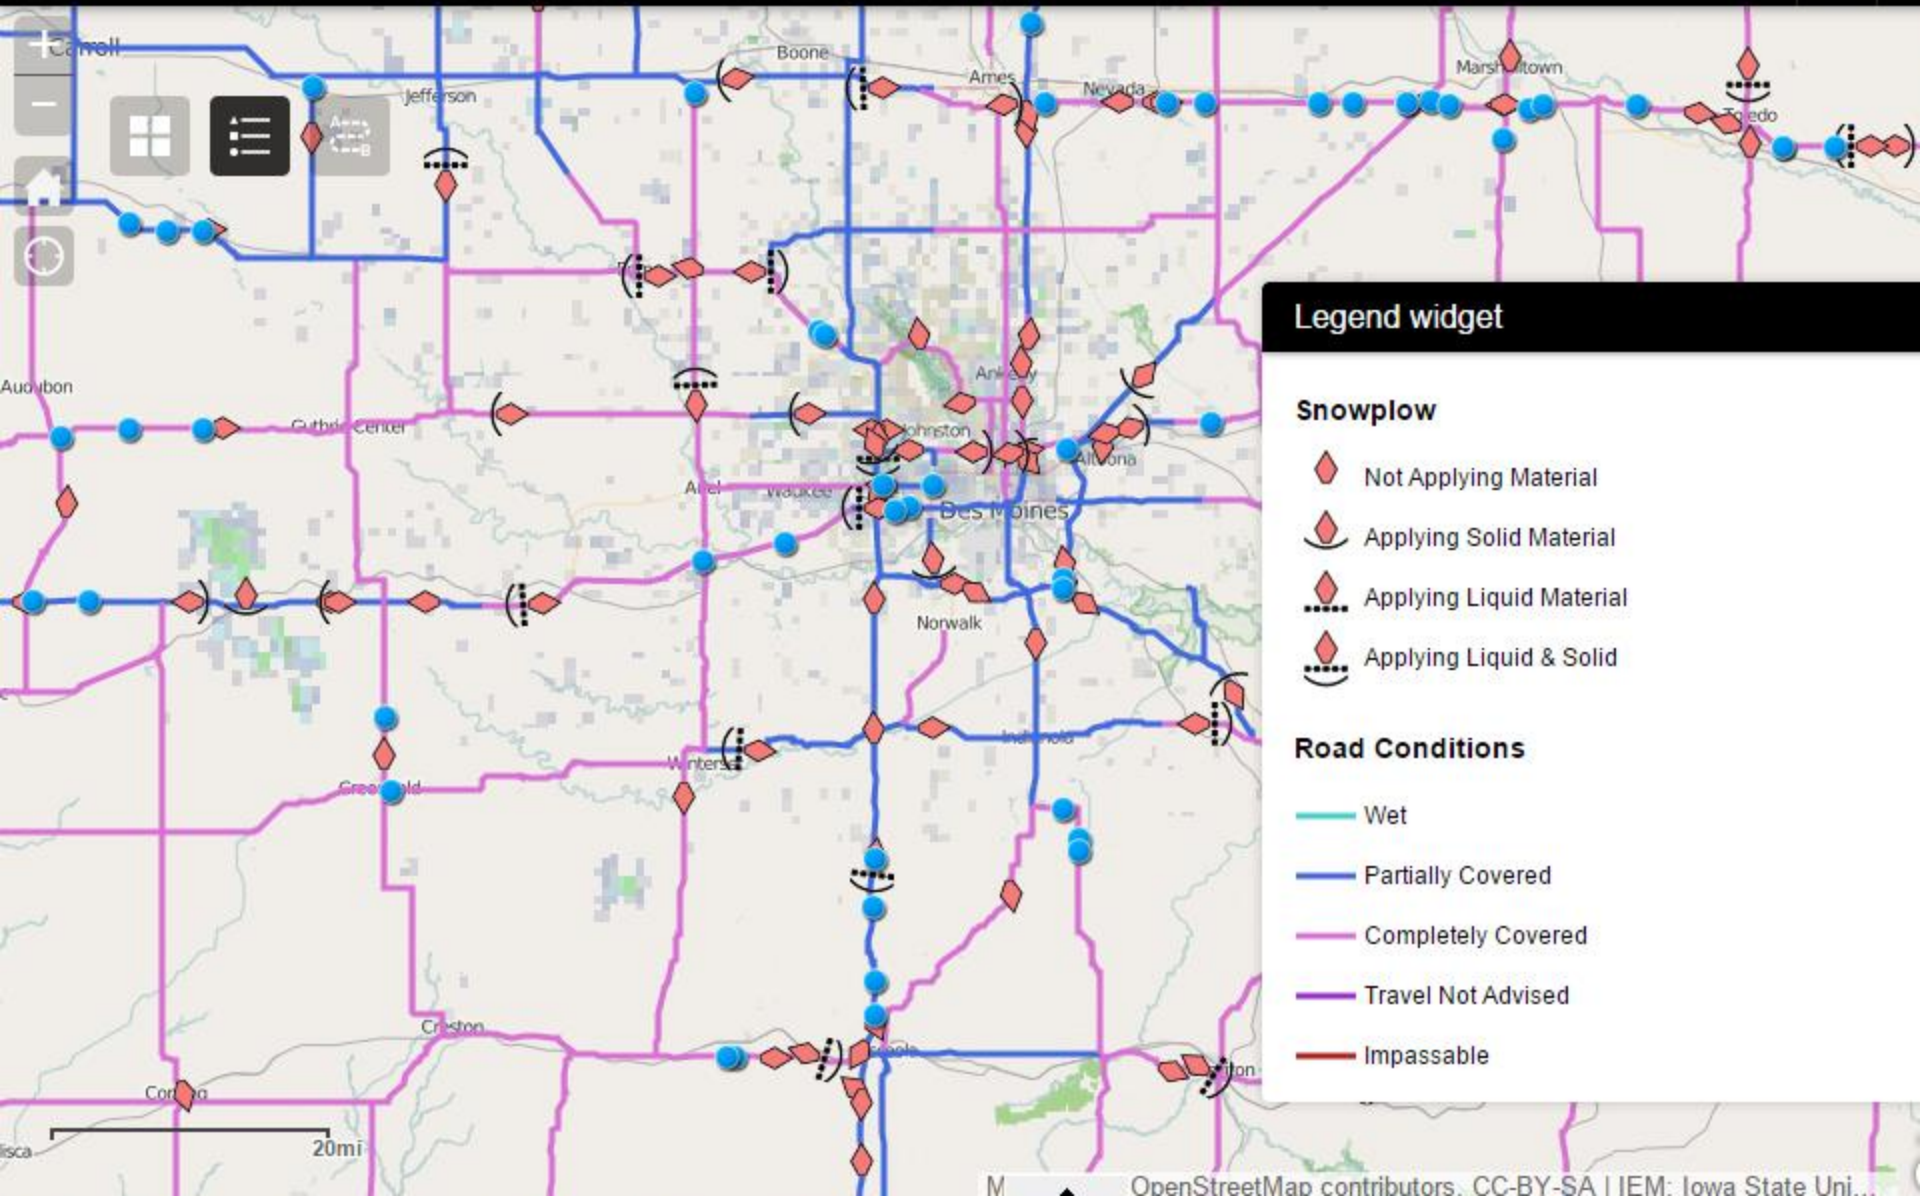 Carroll
Boone
Jefferson
Ames
Nevada
Marshalltown
Toledo
Audubon
Guthrie Center
Ankeny
Johnston
Altoona
Adel
Waukee
Des Moines
Norwalk
Winterset
Indianola
Greenfield
Creston
Osceola
Corning
isca
20mi
Legend widget
Snowplow
Not Applying Material
Applying Solid Material
Applying Liquid Material
Applying Liquid & Solid
Road Conditions
Wet
Partially Covered
Completely Covered
Travel Not Advised
Impassable
M
OpenStreetMap contributors, CC-BY-SA | IEM; Iowa State Uni...